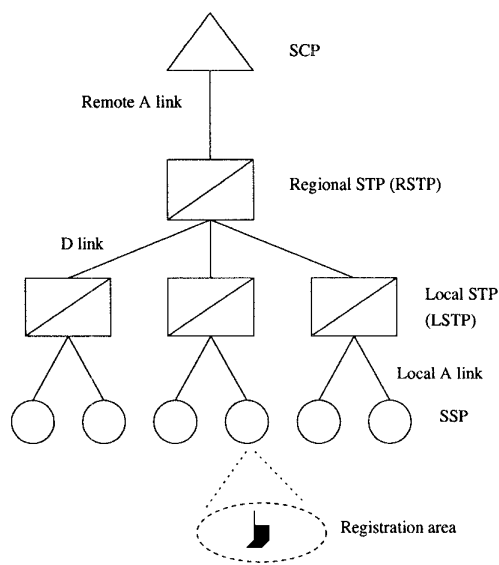 SCP
Remote A link
Regional STP (RSTP)
D link
Local STP
(LSTP)
Local A link
SSP
Registration area